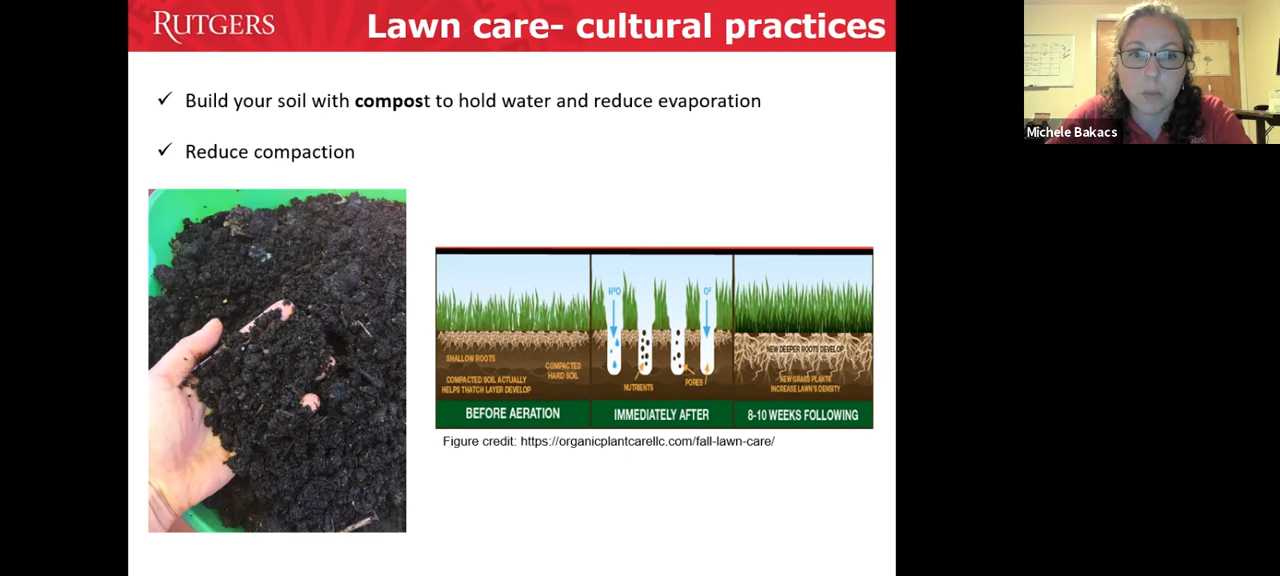 RUTGERS
Lawn care- cultural practices
✓ Build your soil with compost to hold water and reduce evaporation
✓ Reduce compaction
SHALLOW ROOTS
COMPACTED
HARD SOIL
COMPACTED SOIL ACTUALLY
HELPS THATCH LAYER DEVELOP
BEFORE AERATION
H²O
O²
NUTRIENTS
PORES
IMMEDIATELY AFTER
NEW DEEPER ROOTS DEVELOP
NEW GRASS PLANTS
INCREASE LAWN'S DENSITY
8-10 WEEKS FOLLOWING
Figure credit: https://organicplantcarellc.com/fall-lawn-care/
Michele Bakacs